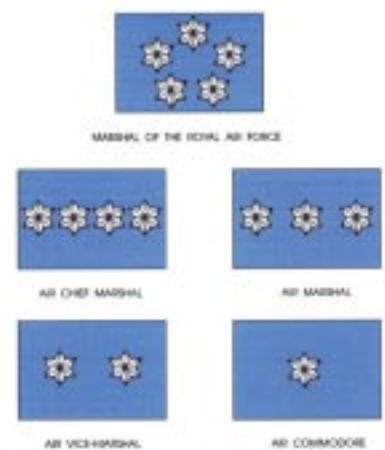 MARSHAL OF THE ROYAL AIR FORCE
AIR CHIEF MARSHAL
AIR MARSHAL
AIR VICE-MARSHAL
AIR COMMODORE